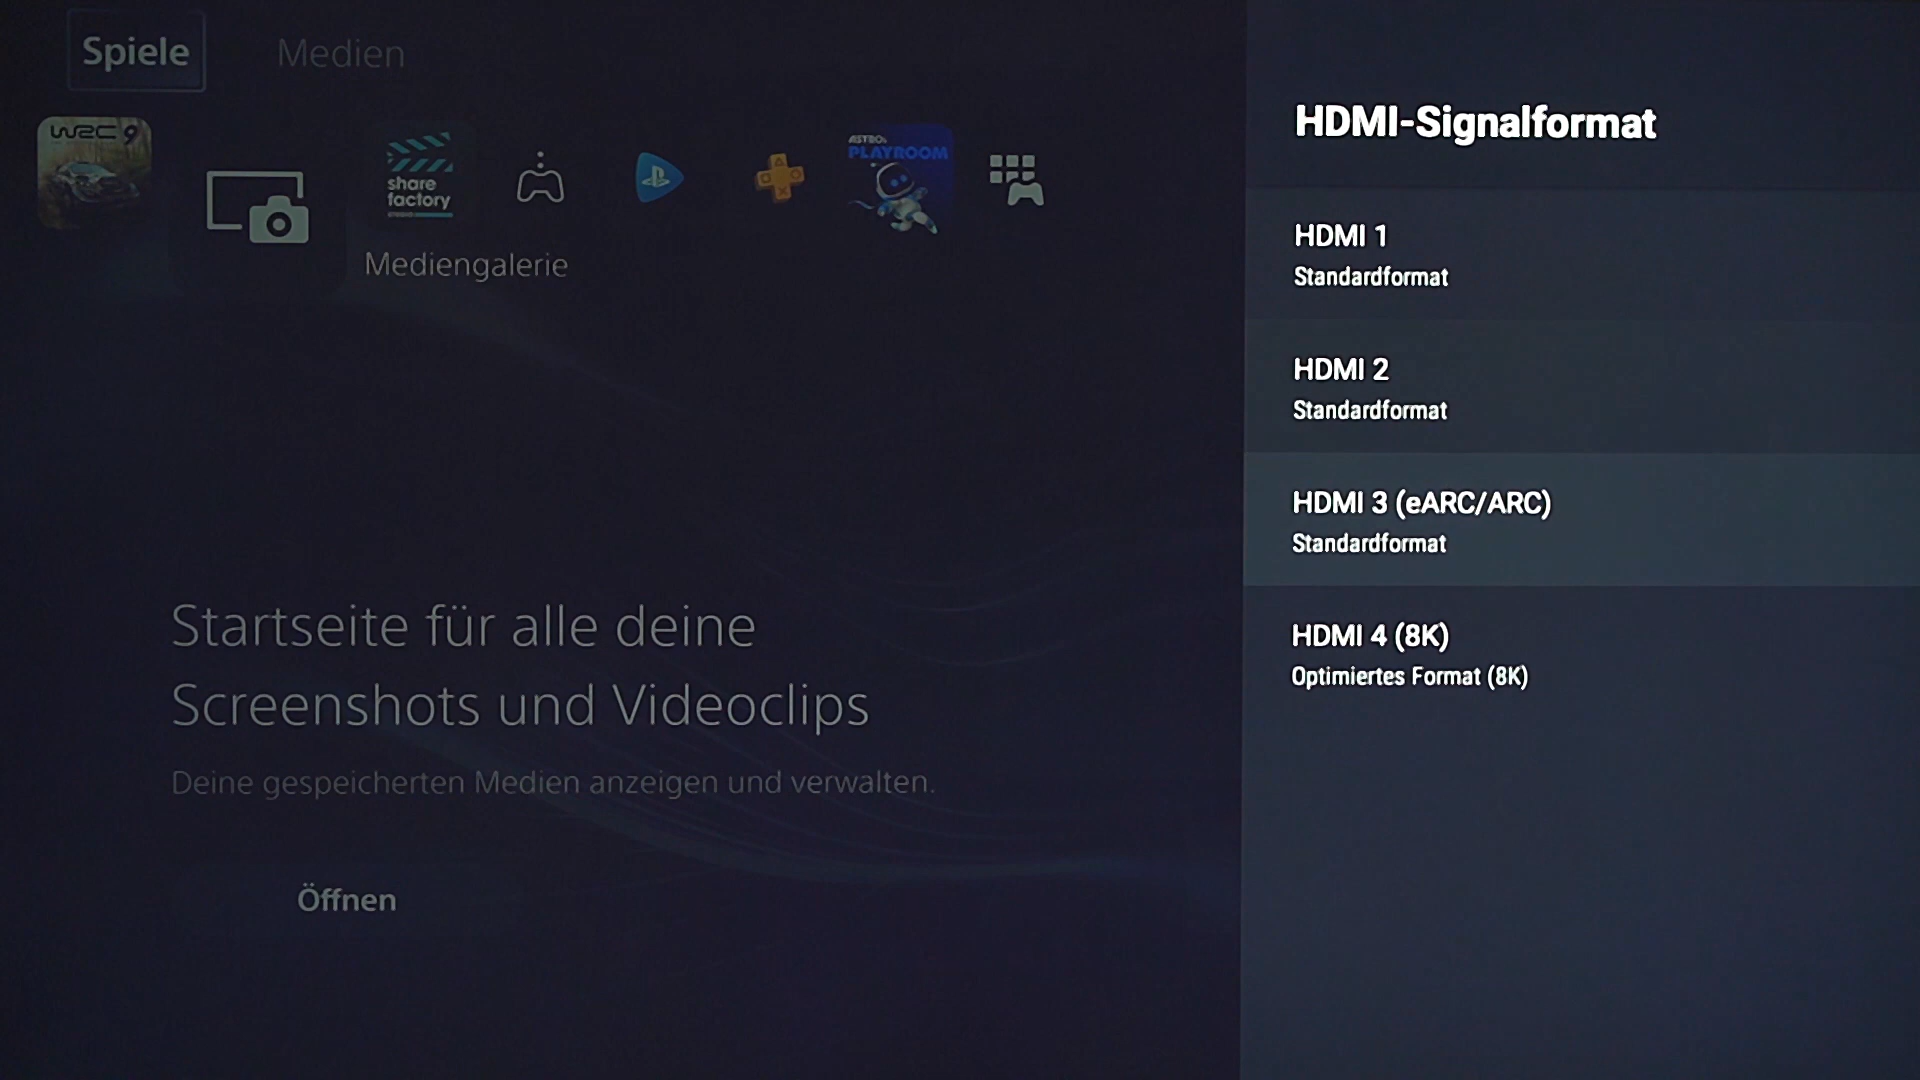 Spiele
Medien
WRC 9
share
factory
STUDIO
ASTRO's
PLAYROOM
Mediengalerie
Startseite für alle deine
Screenshots und Videoclips
Deine gespeicherten Medien anzeigen und verwalten.
Öffnen
HDMI-Signalformat
HDMI 1
Standardformat
HDMI 2
Standardformat
HDMI 3 (eARC/ARC)
Standardformat
HDMI 4 (8K)
Optimiertes Format (8K)